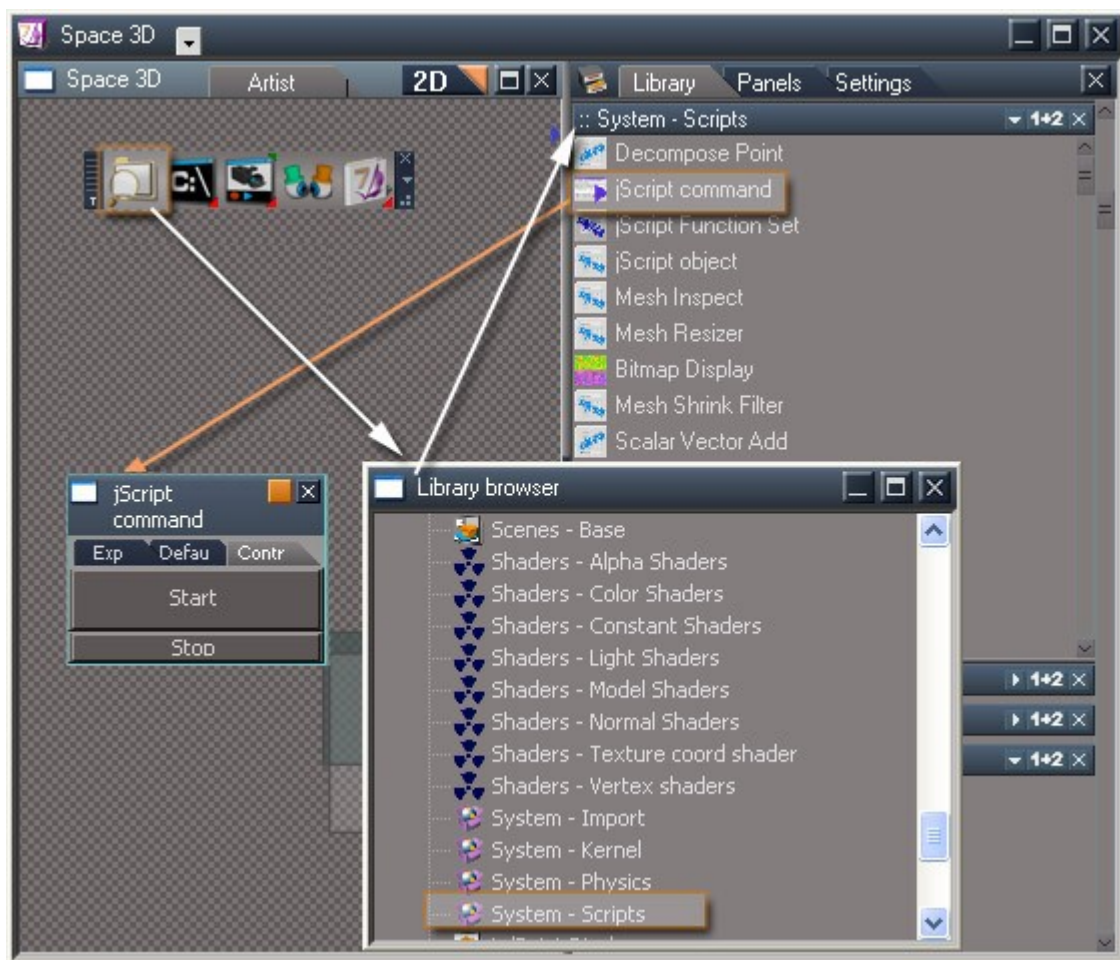 Space 3D
Space 3D Artist 2D
Library Panels Settings
:: System - Scripts 1+2
Decompose Point
jScript command
jScript Function Set
jScript object
Mesh Inspect
Mesh Resizer
Bitmap Display
Mesh Shrink Filter
Scalar Vector Add
C:\
T
jScript
command
Exp Defau Contr
Start
Stop
Library browser
Scenes - Base
Shaders - Alpha Shaders
Shaders - Color Shaders
Shaders - Constant Shaders
Shaders - Light Shaders
Shaders - Model Shaders
Shaders - Normal Shaders
Shaders - Texture coord shader
Shaders - Vertex shaders
System - Import
System - Kernel
System - Physics
System - Scripts
1+2
1+2
1+2